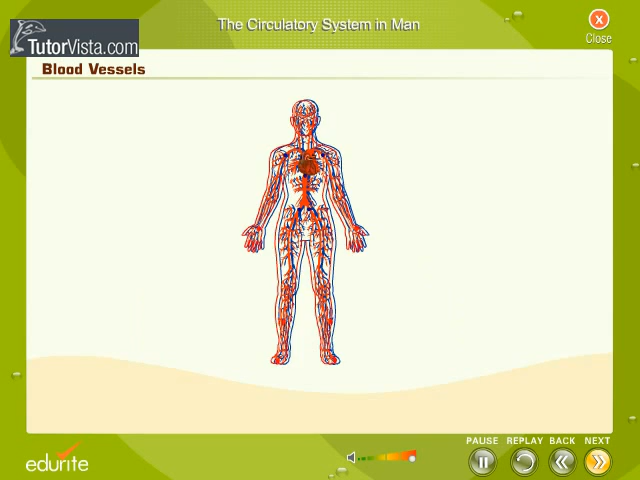 The Circulatory System in Man
x
Close
TutorVista.com
Blood Vessels
PAUSE REPLAY BACK NEXT
edurite